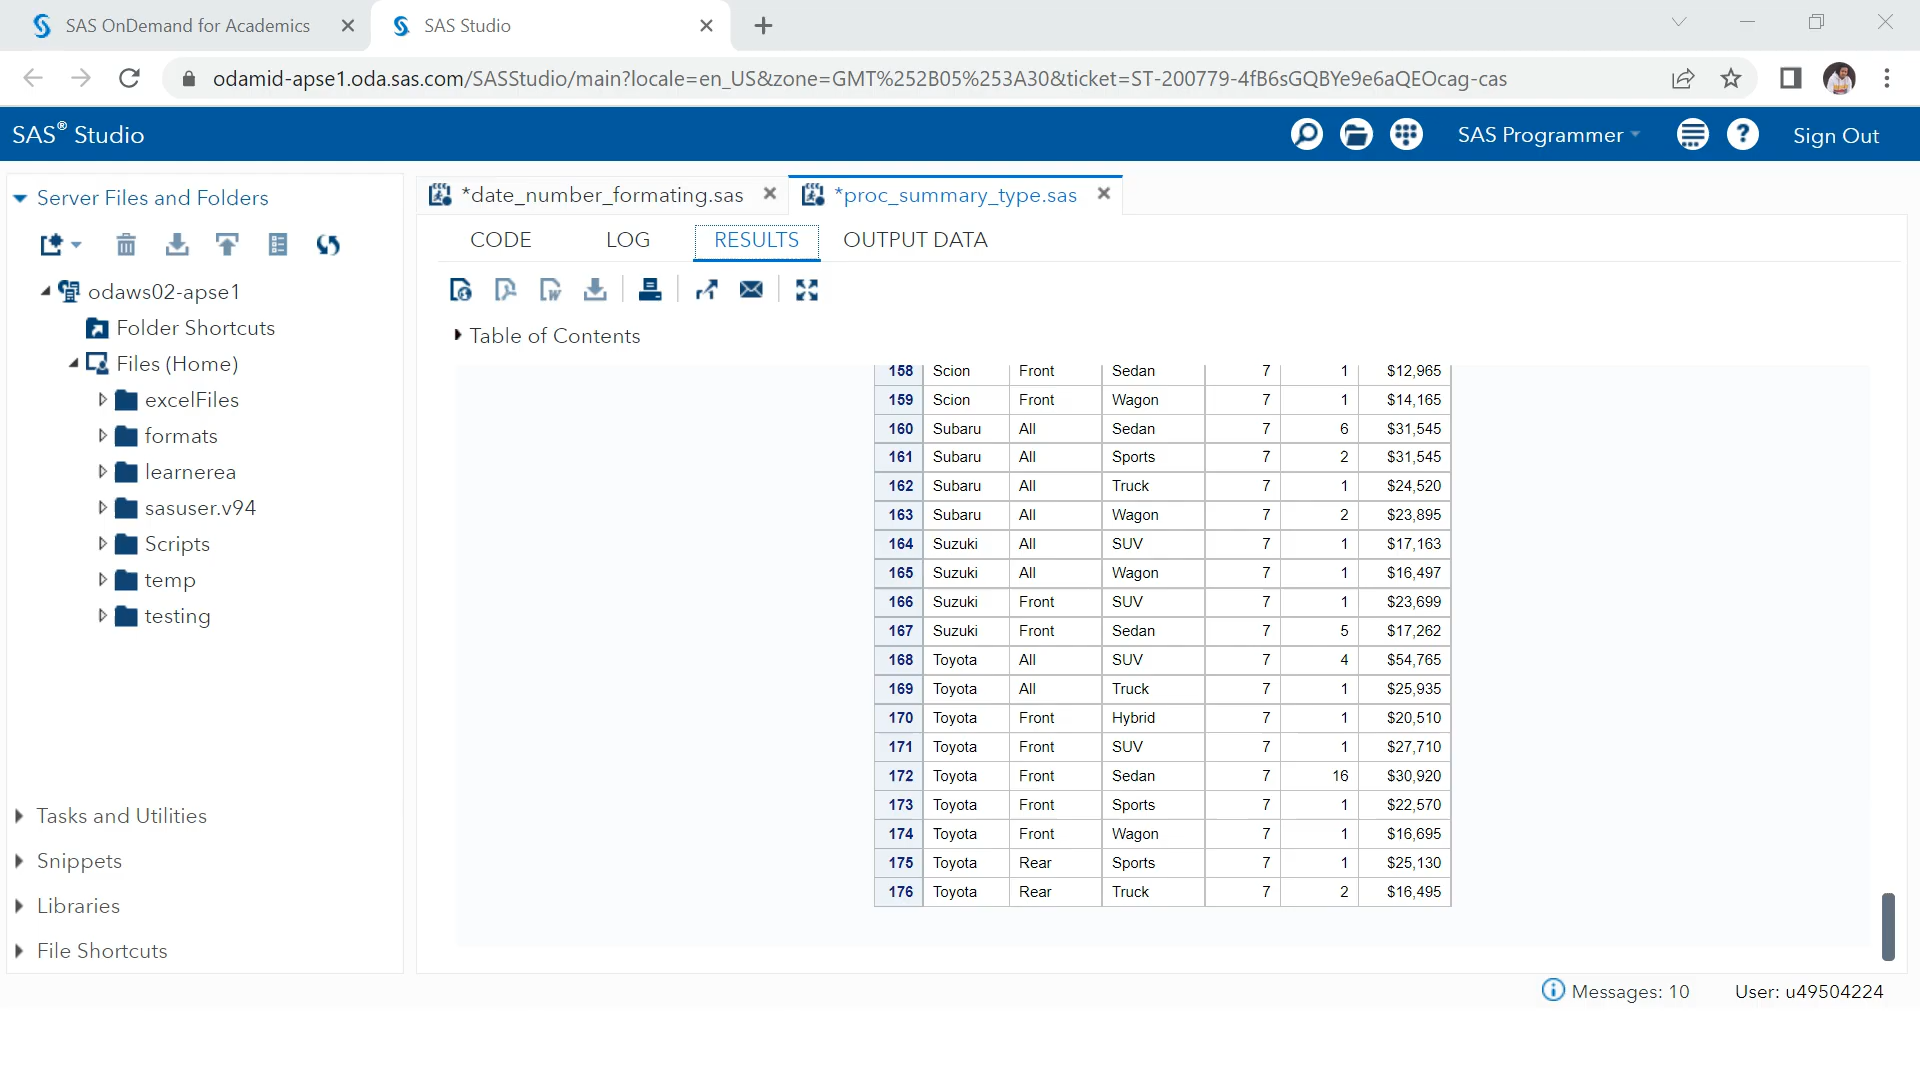 SAS OnDemand for Academics
SAS Studio
odamid-apse1.oda.sas.com/SASStudio/main?locale=en_US&zone=GMT%252B05%253A30&ticket=ST-200779-4fB6sGQBYe9e6aQEOcag-cas
SAS® Studio
SAS Programmer
Sign Out
Server Files and Folders
odaws02-apse1
Folder Shortcuts
Files (Home)
excelFiles
formats
learnerea
sasuser.v94
Scripts
temp
testing
Tasks and Utilities
Snippets
Libraries
File Shortcuts
*date_number_formating.sas
*proc_summary_type.sas
CODE LOG RESULTS OUTPUT DATA
Table of Contents
158 Scion Front Sedan 7 1 $12,965
159 Scion Front Wagon 7 1 $14,165
160 Subaru All Sedan 7 6 $31,545
161 Subaru All Sports 7 2 $31,545
162 Subaru All Truck 7 1 $24,520
163 Subaru All Wagon 7 2 $23,895
164 Suzuki All SUV 7 1 $17,163
165 Suzuki All Wagon 7 1 $16,497
166 Suzuki Front SUV 7 1 $23,699
167 Suzuki Front Sedan 7 5 $17,262
168 Toyota All SUV 7 4 $54,765
169 Toyota All Truck 7 1 $25,935
170 Toyota Front Hybrid 7 1 $20,510
171 Toyota Front SUV 7 1 $27,710
172 Toyota Front Sedan 7 16 $30,920
173 Toyota Front Sports 7 1 $22,570
174 Toyota Front Wagon 7 1 $16,695
175 Toyota Rear Sports 7 1 $25,130
176 Toyota Rear Truck 7 2 $16,495
Messages: 10
User: u49504224